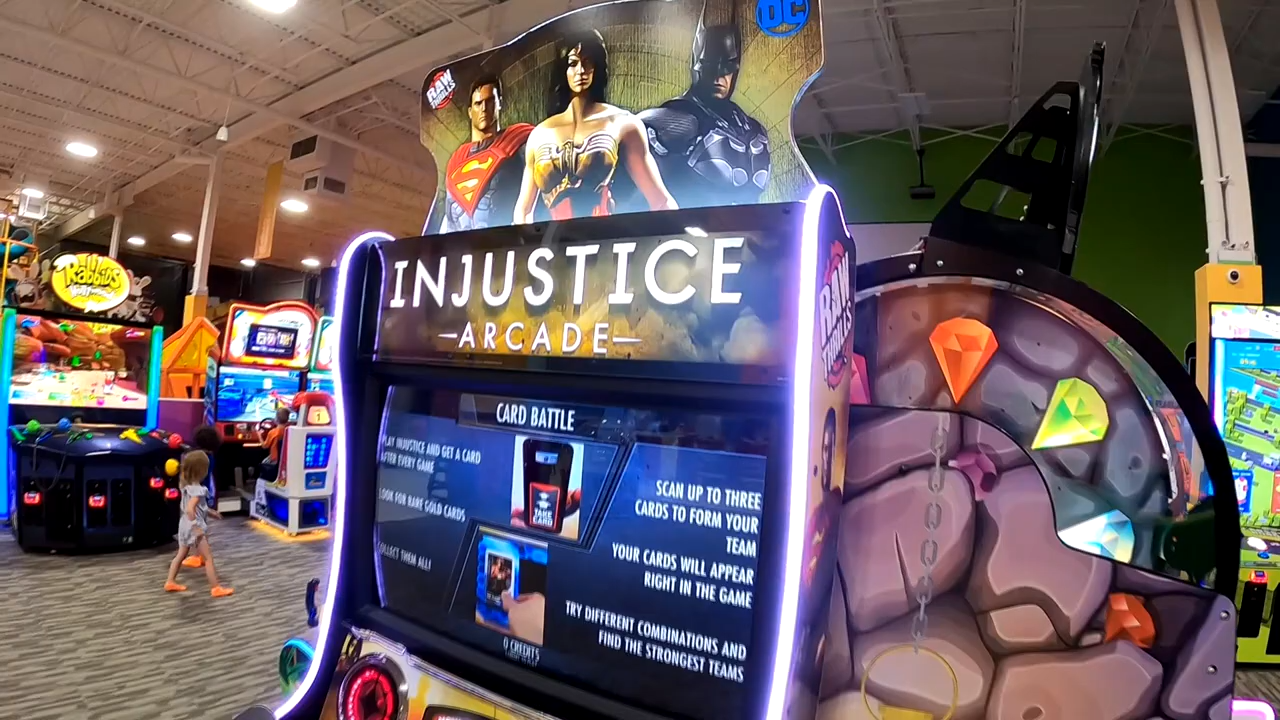 DC
RAW
THRILLS
INJUSTICE
-ARCADE-
RAW
THRILLS
Rabbids
CARD BATTLE
PLAY INJUSTICE AND GET A CARD
AFTER EVERY GAME
LOOK FOR RARE GOLD CARDS
COLLECT THEM ALL!
SCAN UP TO THREE
CARDS TO FORM YOUR
TEAM
YOUR CARDS WILL APPEAR
RIGHT IN THE GAME
TRY DIFFERENT COMBINATIONS AND
FIND THE STRONGEST TEAMS
TAKE
CARD
0 CREDITS
1